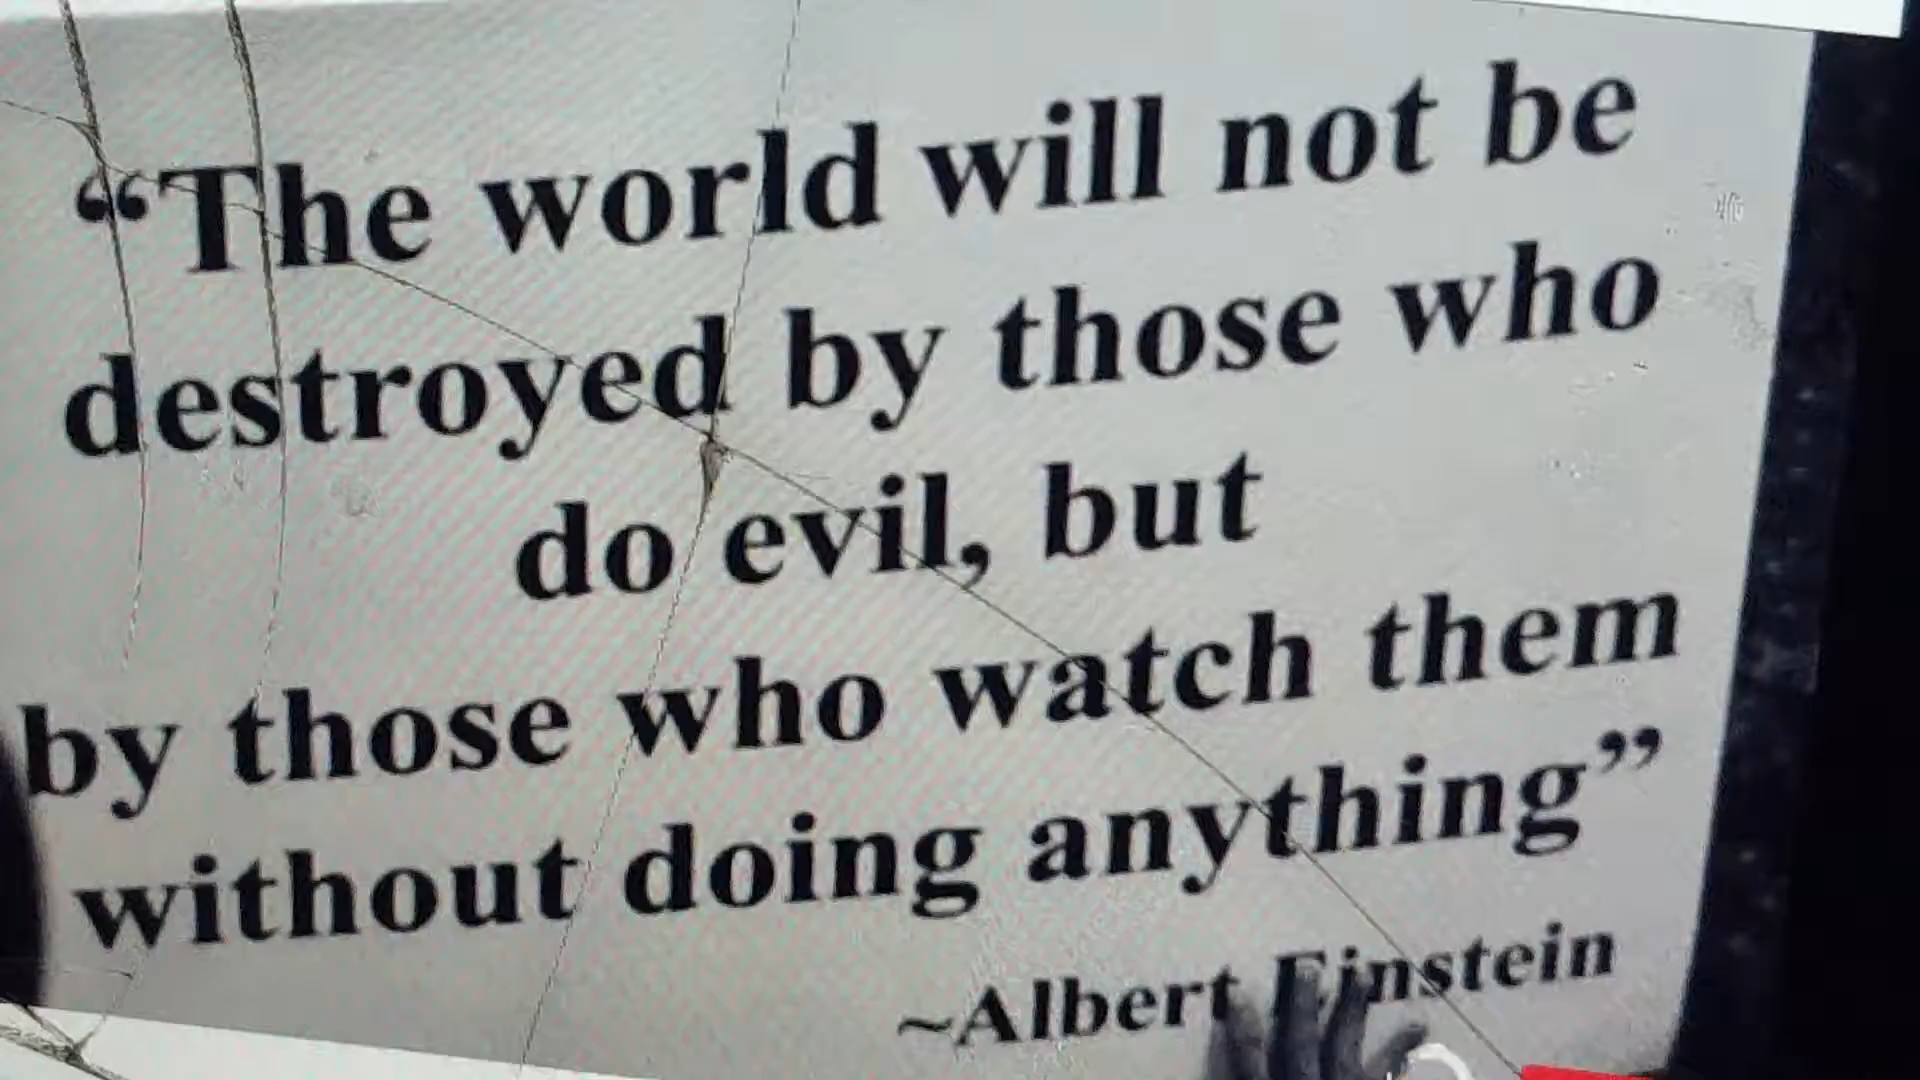 “The world will not be
destroyed by those who
do evil, but
by those who watch them
without doing anything”
~Albert Einstein